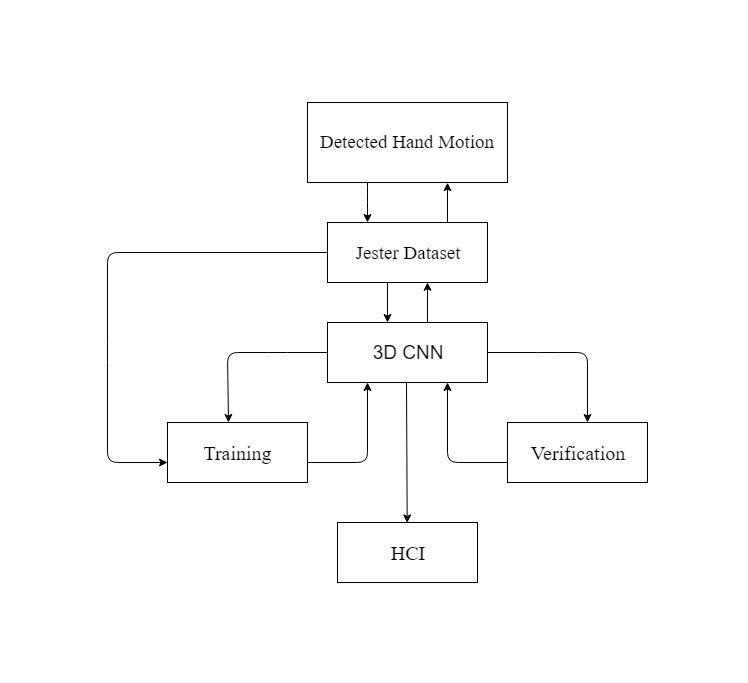 Detected Hand Motion
Jester Dataset
3D CNN
Training
Verification
HCI